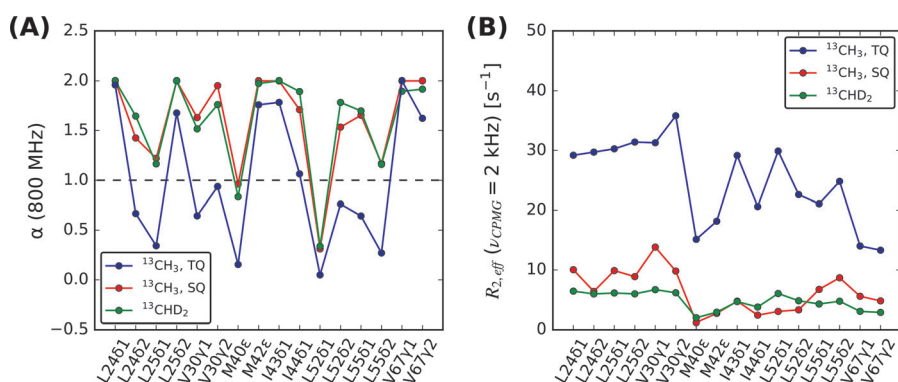 (A)
α (800 MHz)
2.5
2.0
1.5
1.0
0.5
0.0
−0.5
¹³CH₃, TQ
¹³CH₃, SQ
¹³CHD₂
L24δ1
L24δ2
L25δ1
L25δ2
V30γ1
V30γ2
M40ε
M42ε
I43δ1
I44δ1
L52δ1
L52δ2
L55δ1
L55δ2
V67γ1
V67γ2
(B)
R₂,eff (νCPMG = 2 kHz) [s⁻¹]
50
40
30
20
10
0
¹³CH₃, TQ
¹³CH₃, SQ
¹³CHD₂
L24δ1
L24δ2
L25δ1
L25δ2
V30γ1
V30γ2
M40ε
M42ε
I43δ1
I44δ1
L52δ1
L52δ2
L55δ1
L55δ2
V67γ1
V67γ2